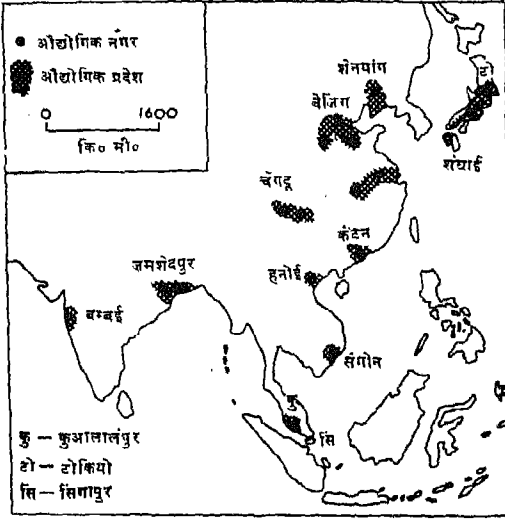 औद्योगिक नगर
औद्योगिक प्रदेश
0 1600
कि० मी०
शेनयांग
बेजिंग
टो
शंघाई
चेंगदू
कैंटन
हनोई
जमशेदपुर
बम्बई
सैगोन
कु
सिं
कु — कुआलालंपुर
टो — टोकियो
सिं — सिंगापुर